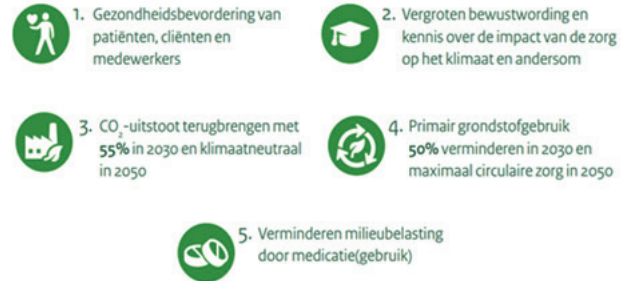 1. Gezondheidsbevordering van
patiënten, cliënten en
medewerkers
2. Vergroten bewustwording en
kennis over de impact van de zorg
op het klimaat en andersom
3. CO₂-uitstoot terugbrengen met
55% in 2030 en klimaatneutraal
in 2050
4. Primair grondstofgebruik
50% verminderen in 2030 en
maximaal circulaire zorg in 2050
5. Verminderen milieubelasting
door medicatie(gebruik)